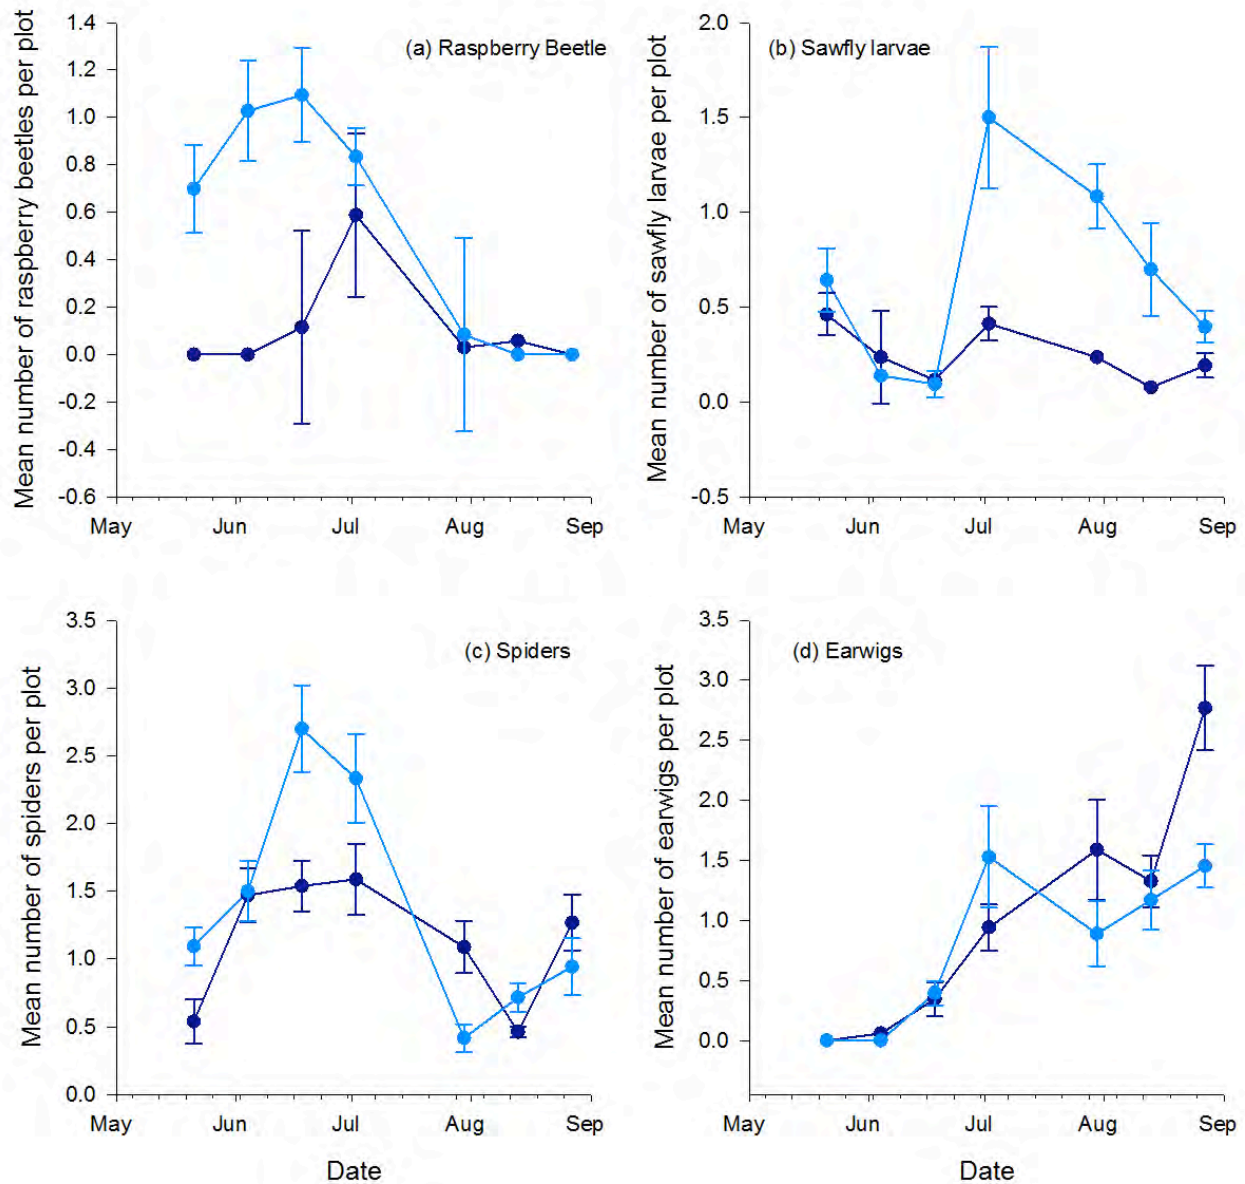 Mean number of raspberry beetles per plot
1.4
1.2
1.0
0.8
0.6
0.4
0.2
0.0
-0.2
-0.4
-0.6
(a) Raspberry Beetle
May Jun Jul Aug Sep
Mean number of sawfly larvae per plot
2.0
1.5
1.0
0.5
0.0
-0.5
(b) Sawfly larvae
May Jun Jul Aug Sep
Mean number of spiders per plot
3.5
3.0
2.5
2.0
1.5
1.0
0.5
0.0
(c) Spiders
May Jun Jul Aug Sep
Date
Mean number of earwigs per plot
3.5
3.0
2.5
2.0
1.5
1.0
0.5
0.0
(d) Earwigs
May Jun Jul Aug Sep
Date